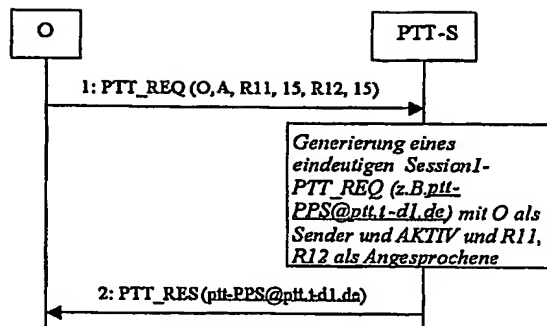 O
PTT-S
1: PTT_REQ (O,A, R11, 15, R12, 15)
Generierung eines
eindeutigen Session1-
PTT_REQ (z.B.ptt-
PPS@ptt.t-d1.de) mit O als
Sender und AKTIV und R11,
R12 als Angesprochene
2: PTT_RES (ptt-PPS@ptt.t-d1.de)